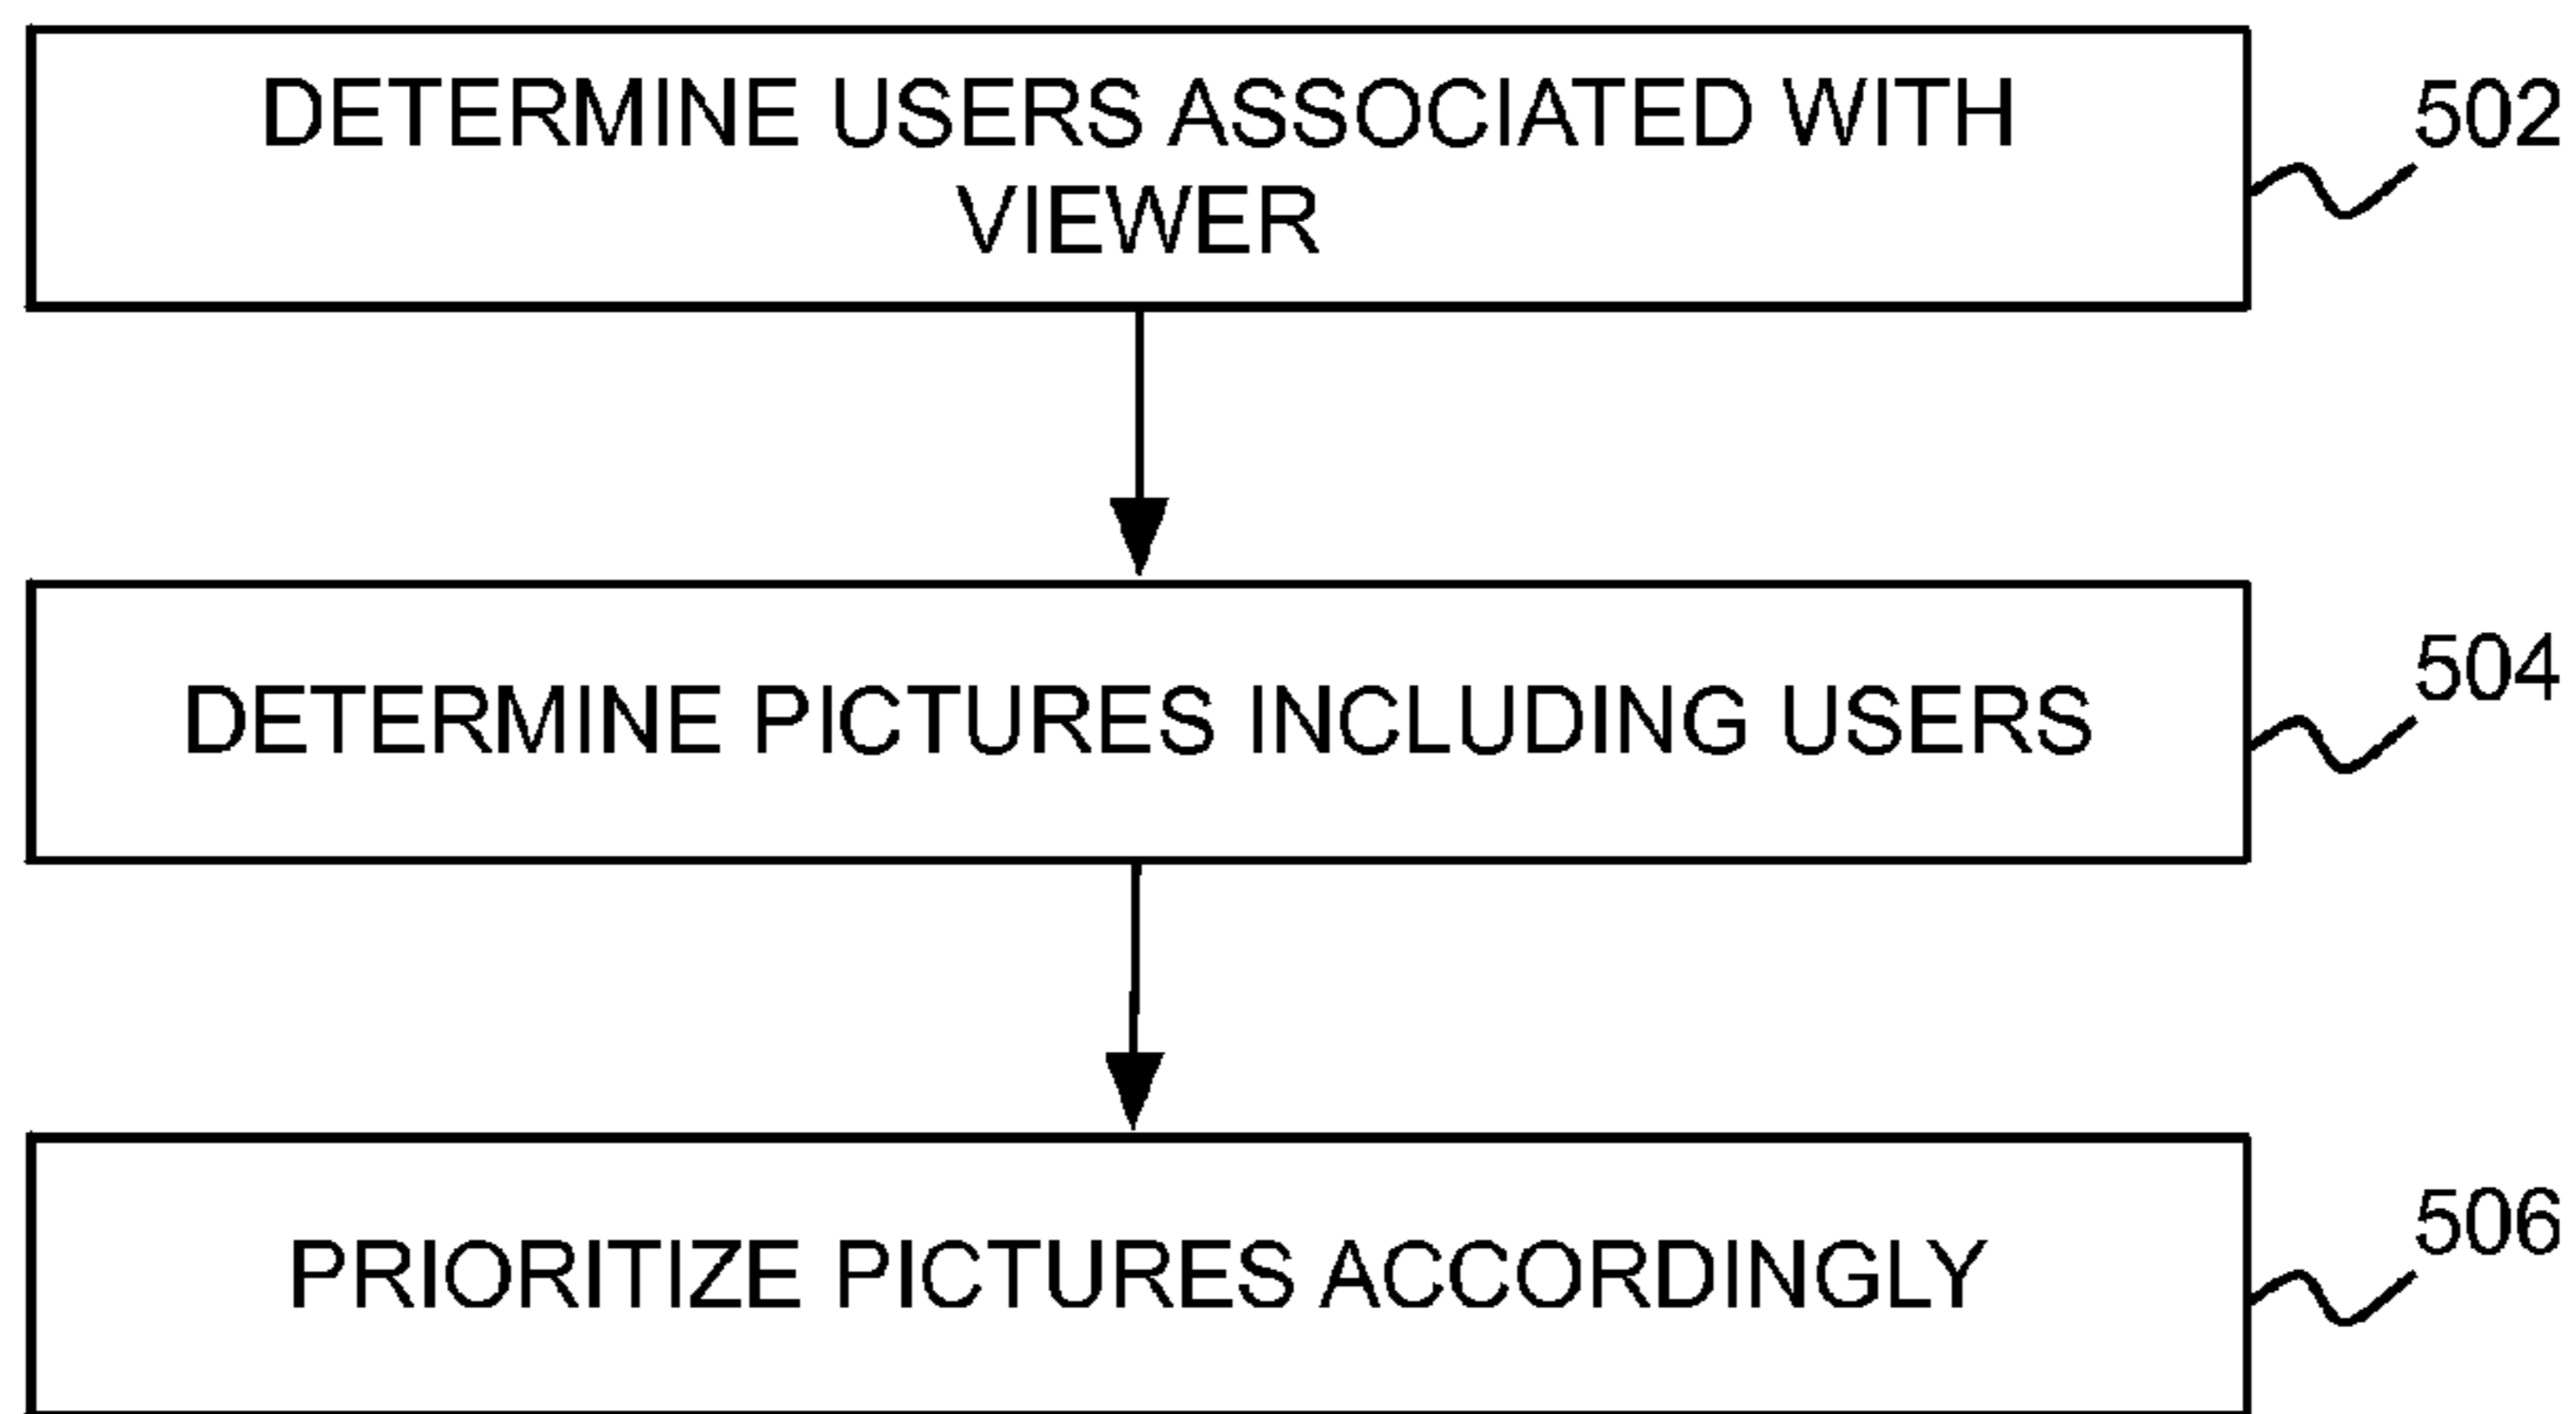 DETERMINE USERS ASSOCIATED WITH
VIEWER
502
DETERMINE PICTURES INCLUDING USERS
504
PRIORITIZE PICTURES ACCORDINGLY
506